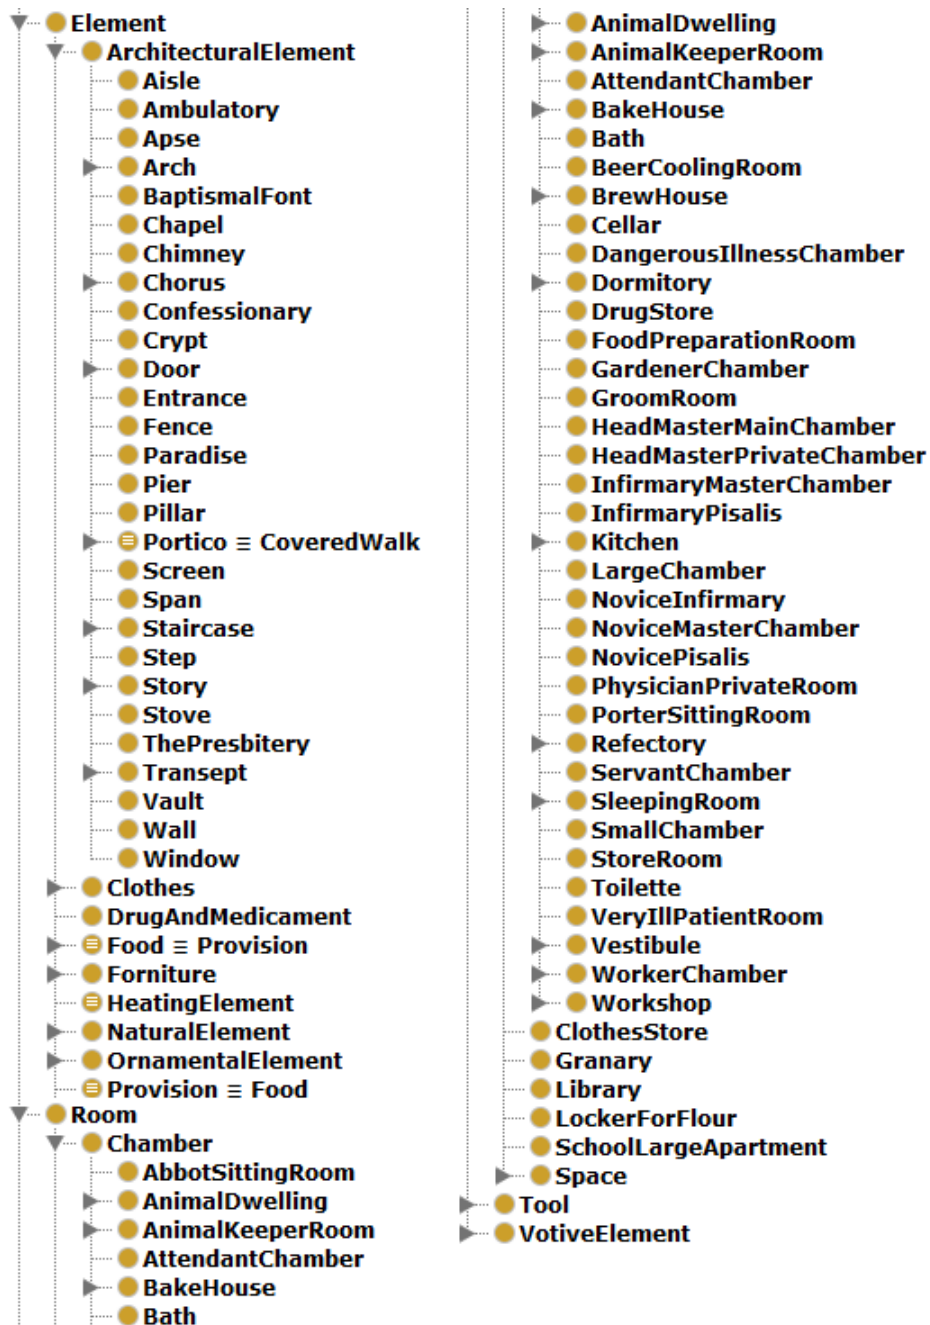 Element
ArchitecturalElement
Aisle
Ambulatory
Apse
Arch
BaptismalFont
Chapel
Chimney
Chorus
Confessionary
Crypt
Door
Entrance
Fence
Paradise
Pier
Pillar
Portico ≡ CoveredWalk
Screen
Span
Staircase
Step
Story
Stove
ThePresbitery
Transept
Vault
Wall
Window
Clothes
DrugAndMedicament
Food ≡ Provision
Forniture
HeatingElement
NaturalElement
OrnamentalElement
Provision ≡ Food
Room
Chamber
AbbotSittingRoom
AnimalDwelling
AnimalKeeperRoom
AttendantChamber
BakeHouse
Bath
AnimalDwelling
AnimalKeeperRoom
AttendantChamber
BakeHouse
Bath
BeerCoolingRoom
BrewHouse
Cellar
DangerousIllnessChamber
Dormitory
DrugStore
FoodPreparationRoom
GardenerChamber
GroomRoom
HeadMasterMainChamber
HeadMasterPrivateChamber
InfirmaryMasterChamber
InfirmaryPisalis
Kitchen
LargeChamber
NoviceInfirmary
NoviceMasterChamber
NovicePisalis
PhysicianPrivateRoom
PorterSittingRoom
Refectory
ServantChamber
SleepingRoom
SmallChamber
StoreRoom
Toilette
VeryIllPatientRoom
Vestibule
WorkerChamber
Workshop
ClothesStore
Granary
Library
LockerForFlour
SchoolLargeApartment
Space
Tool
VotiveElement